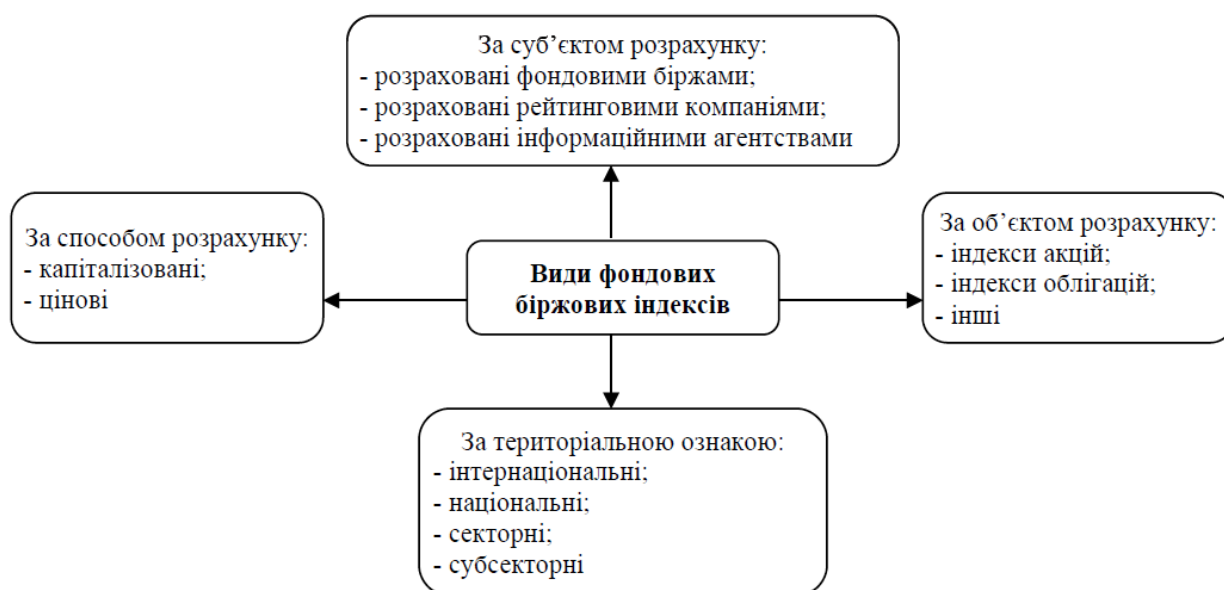 За суб’єктом розрахунку:
- розраховані фондовими біржами;
- розраховані рейтинговими компаніями;
- розраховані інформаційними агентствами
За способом розрахунку:
- капіталізовані;
- цінові
Види фондових
біржових індексів
За об’єктом розрахунку:
- індекси акцій;
- індекси облігацій;
- інші
За територіальною ознакою:
- інтернаціональні;
- національні;
- секторні;
- субсекторні